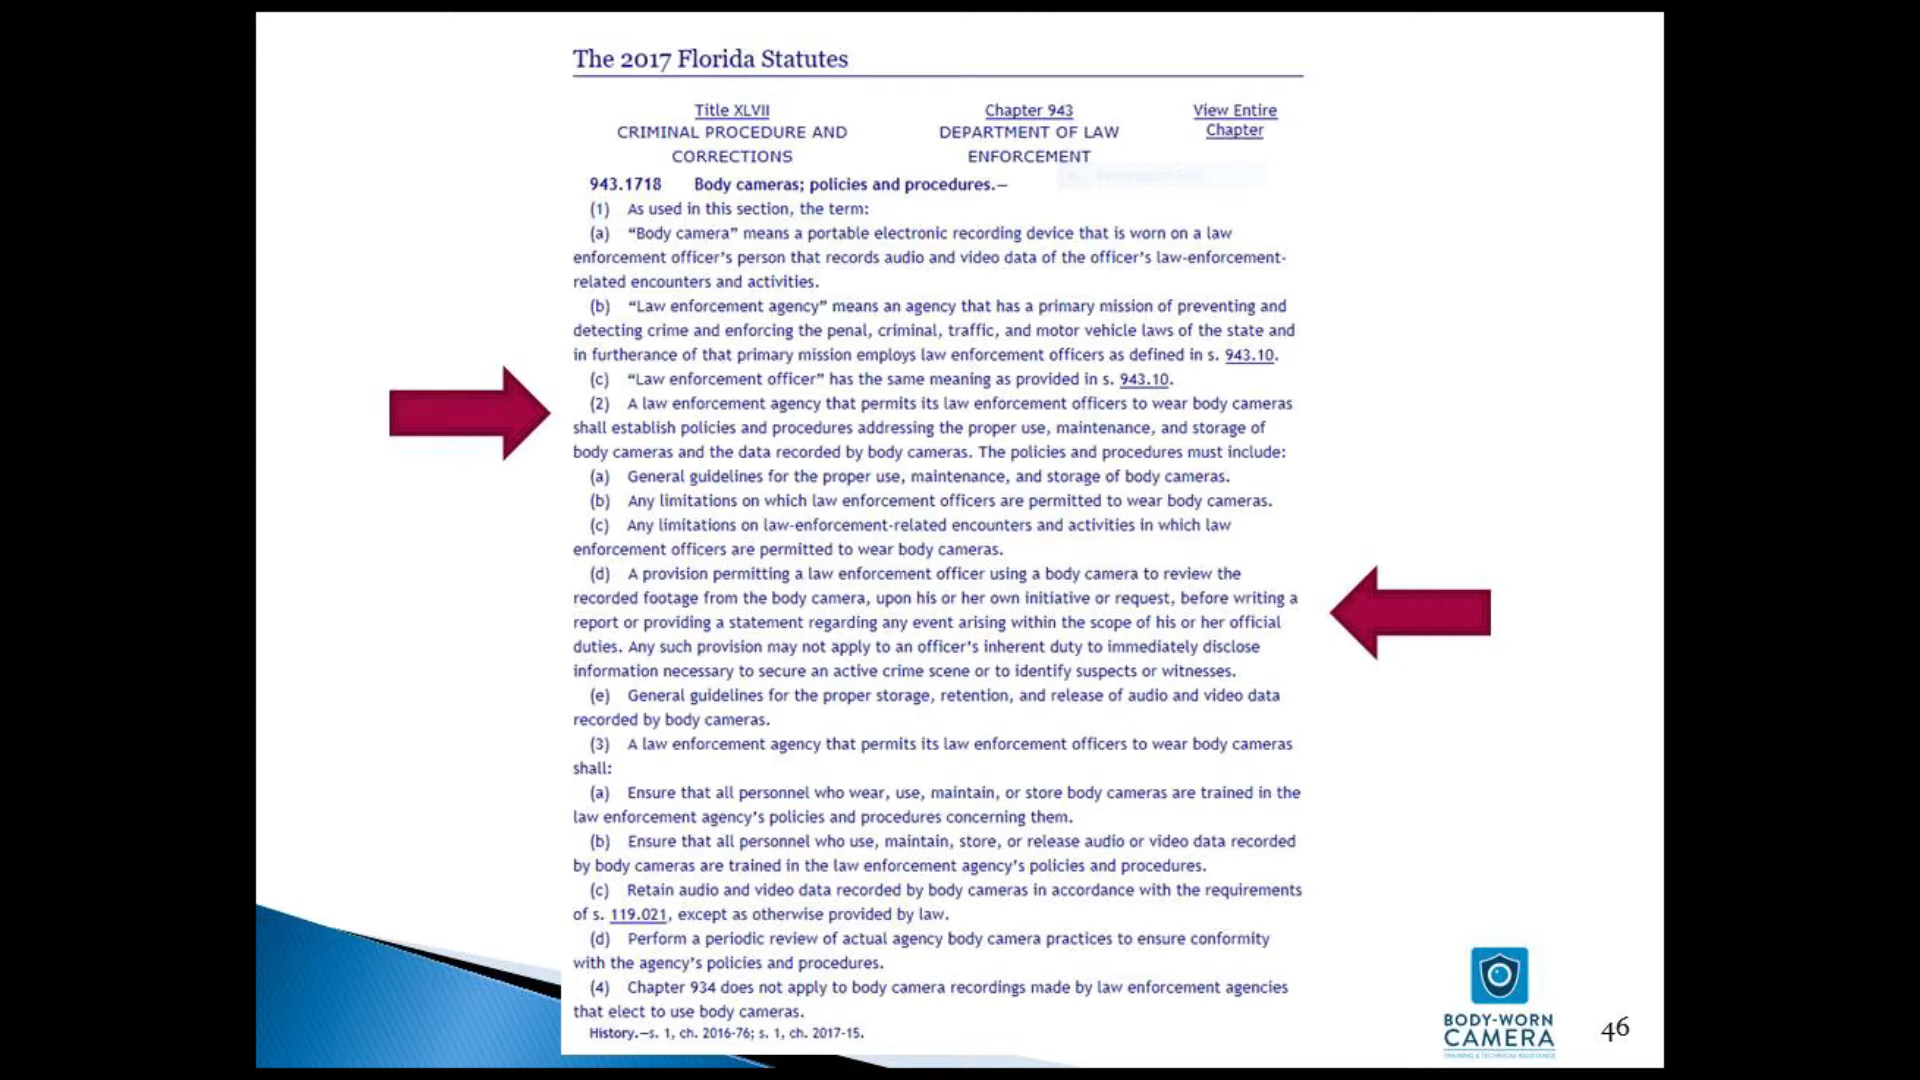 The 2017 Florida Statutes
Title XLVII Chapter 943 View Entire
CRIMINAL PROCEDURE AND DEPARTMENT OF LAW Chapter
CORRECTIONS ENFORCEMENT
943.1718 Body cameras; policies and procedures.—
(1) As used in this section, the term:
(a) “Body camera” means a portable electronic recording device that is worn on a law
enforcement officer’s person that records audio and video data of the officer’s law-enforcement-
related encounters and activities.
(b) “Law enforcement agency” means an agency that has a primary mission of preventing and
detecting crime and enforcing the penal, criminal, traffic, and motor vehicle laws of the state and
in furtherance of that primary mission employs law enforcement officers as defined in s. 943.10.
(c) “Law enforcement officer” has the same meaning as provided in s. 943.10.
(2) A law enforcement agency that permits its law enforcement officers to wear body cameras
shall establish policies and procedures addressing the proper use, maintenance, and storage of
body cameras and the data recorded by body cameras. The policies and procedures must include:
(a) General guidelines for the proper use, maintenance, and storage of body cameras.
(b) Any limitations on which law enforcement officers are permitted to wear body cameras.
(c) Any limitations on law-enforcement-related encounters and activities in which law
enforcement officers are permitted to wear body cameras.
(d) A provision permitting a law enforcement officer using a body camera to review the
recorded footage from the body camera, upon his or her own initiative or request, before writing a
report or providing a statement regarding any event arising within the scope of his or her official
duties. Any such provision may not apply to an officer’s inherent duty to immediately disclose
information necessary to secure an active crime scene or to identify suspects or witnesses.
(e) General guidelines for the proper storage, retention, and release of audio and video data
recorded by body cameras.
(3) A law enforcement agency that permits its law enforcement officers to wear body cameras
shall:
(a) Ensure that all personnel who wear, use, maintain, or store body cameras are trained in the
law enforcement agency’s policies and procedures concerning them.
(b) Ensure that all personnel who use, maintain, store, or release audio or video data recorded
by body cameras are trained in the law enforcement agency’s policies and procedures.
(c) Retain audio and video data recorded by body cameras in accordance with the requirements
of s. 119.021, except as otherwise provided by law.
(d) Perform a periodic review of actual agency body camera practices to ensure conformity
with the agency’s policies and procedures.
(4) Chapter 934 does not apply to body camera recordings made by law enforcement agencies
that elect to use body cameras.
History.—s. 1, ch. 2016-76; s. 1, ch. 2017-15.
BODY-WORN
CAMERA
TRAINING & TECHNICAL ASSISTANCE
46